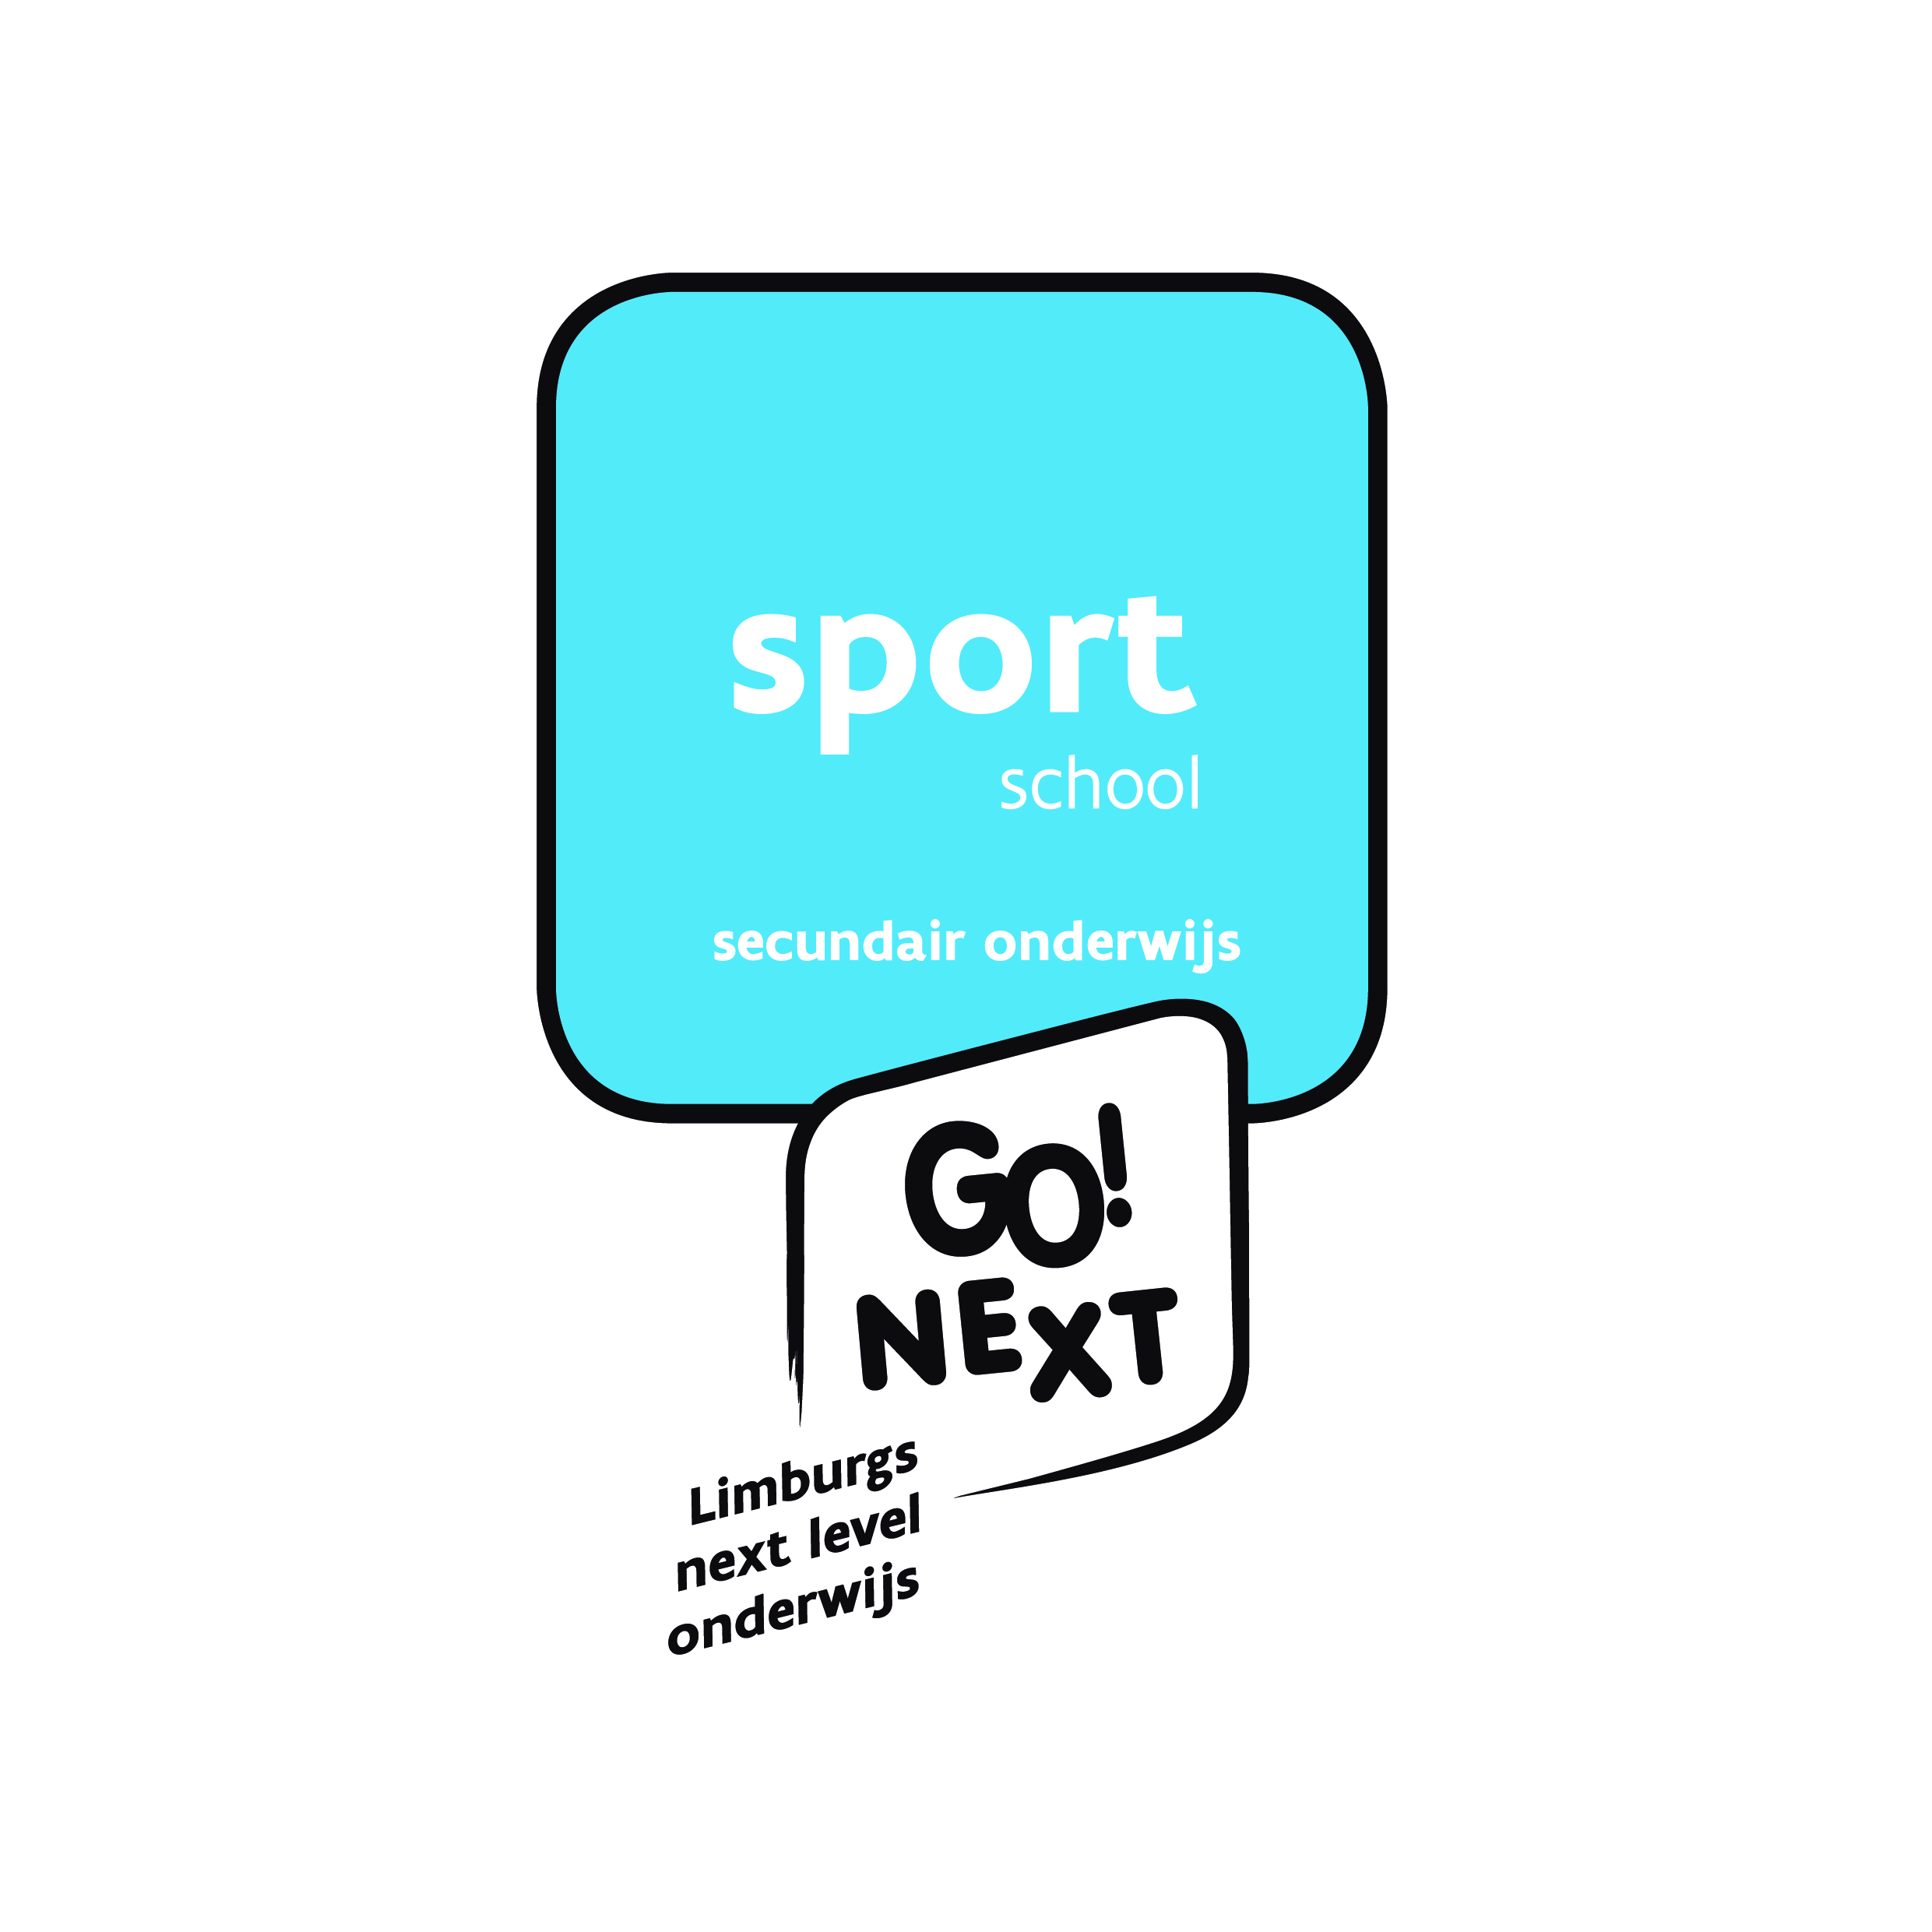 sport
school
secundair onderwijs
GO!
NEXT
Limburgs
next level
onderwijs